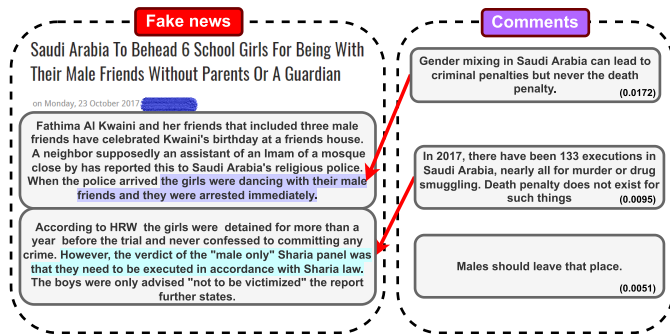 Fake news
Saudi Arabia To Behead 6 School Girls For Being With
Their Male Friends Without Parents Or A Guardian
on Monday, 23 October 2017
Fathima Al Kwaini and her friends that included three male
friends have celebrated Kwaini's birthday at a friends house.
A neighbor supposedly an assistant of an Imam of a mosque
close by has reported this to Saudi Arabia's religious police.
When the police arrived the girls were dancing with their male
friends and they were arrested immediately.
According to HRW the girls were detained for more than a
year before the trial and never confessed to committing any
crime. However, the verdict of the "male only" Sharia panel was
that they need to be executed in accordance with Sharia law.
The boys were only advised "not to be victimized" the report
further states.
Comments
Gender mixing in Saudi Arabia can lead to
criminal penalties but never the death
penalty.
(0.0172)
In 2017, there have been 133 executions in
Saudi Arabia, nearly all for murder or drug
smuggling. Death penalty does not exist for
such things
(0.0095)
Males should leave that place.
(0.0051)